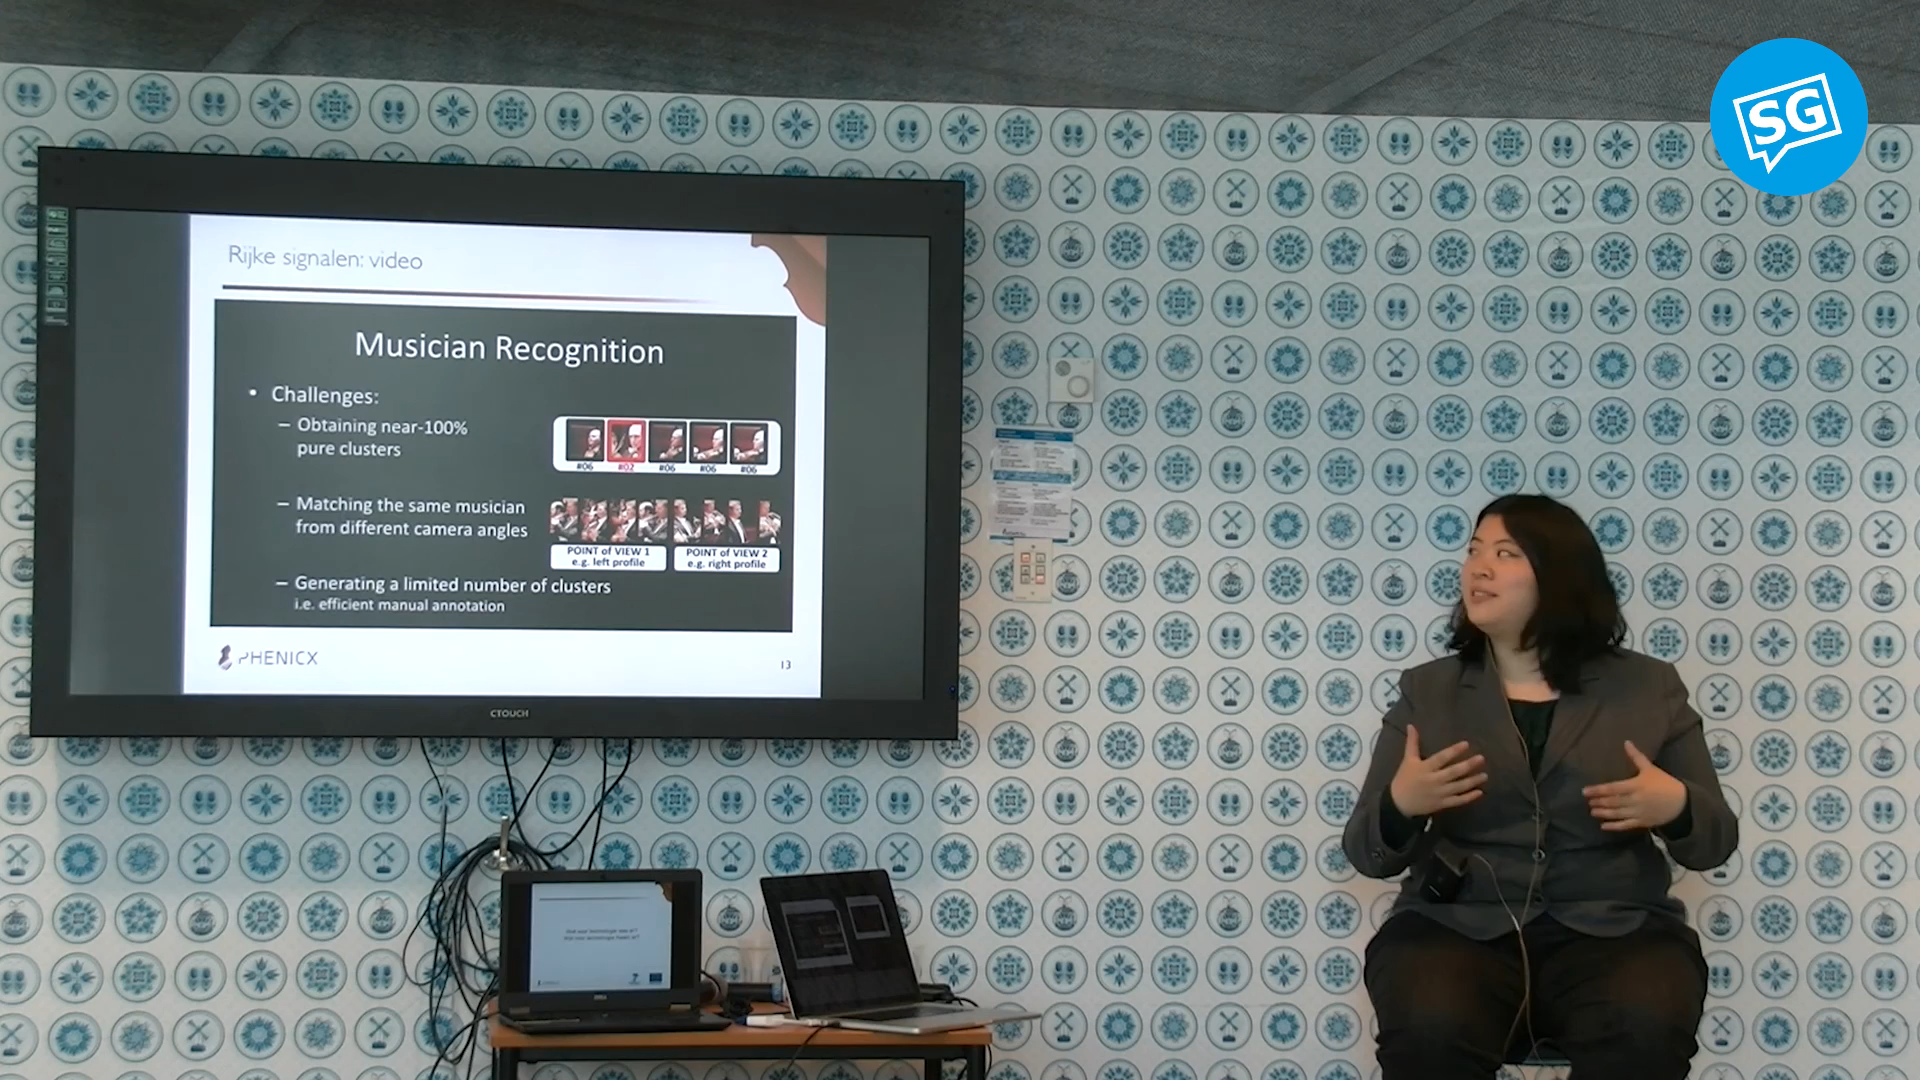 SG
Rijke signalen: video
Musician Recognition
• Challenges:
– Obtaining near-100%
pure clusters
#06 #02 #06 #06 #06
– Matching the same musician
from different camera angles
POINT of VIEW 1
e.g. left profile
POINT of VIEW 2
e.g. right profile
– Generating a limited number of clusters
i.e. efficient manual annotation
PHENICX
13
CTOUCH